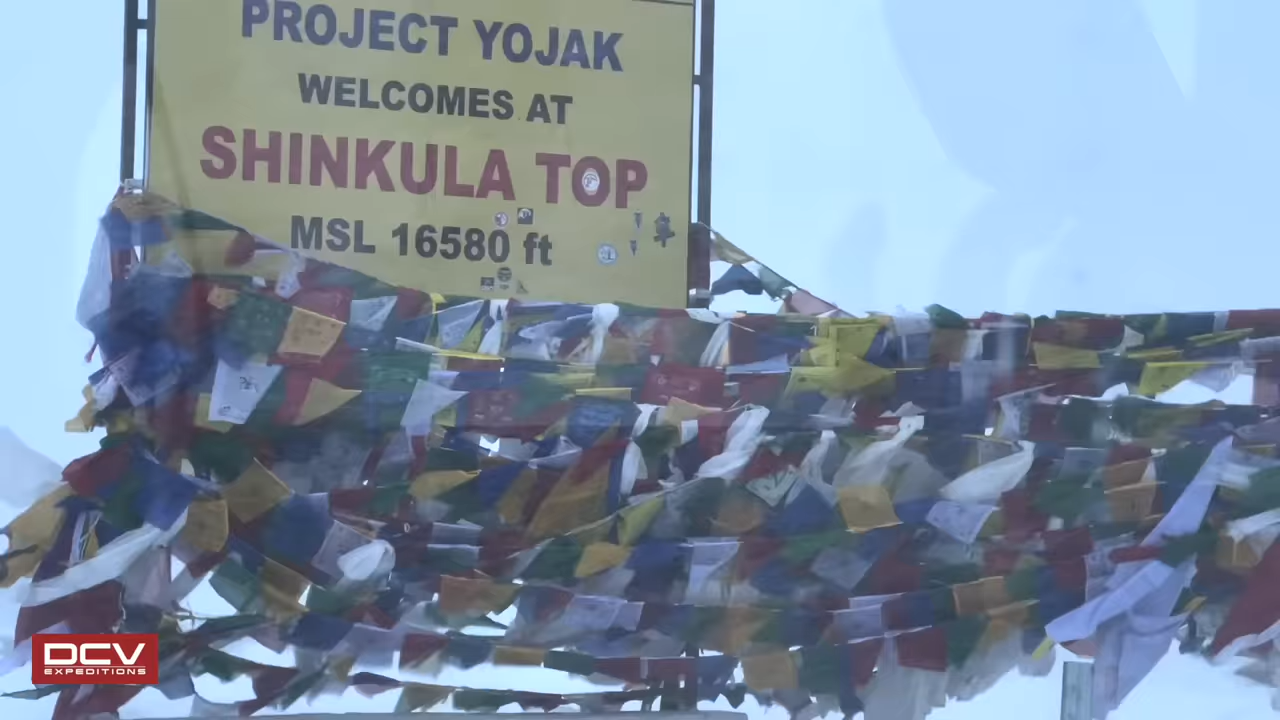 PROJECT YOJAK
WELCOMES AT
SHINKULA TOP
MSL 16580 ft
DCV
EXPEDITIONS